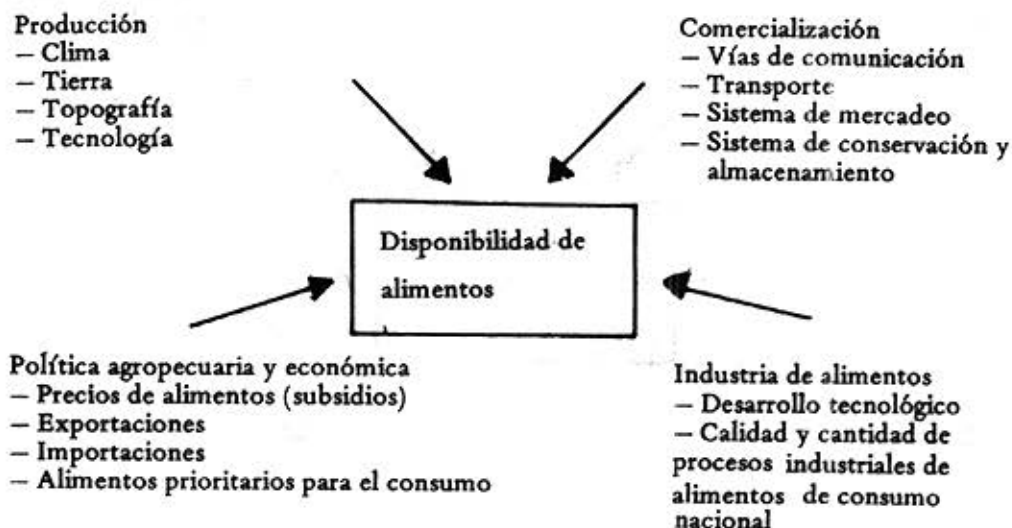 Producción
— Clima
— Tierra
— Topografía
— Tecnología
Comercialización
— Vías de comunicación
— Transporte
— Sistema de mercadeo
— Sistema de conservación y
almacenamiento
Disponibilidad de
alimentos
Política agropecuaria y económica
— Precios de alimentos (subsidios)
— Exportaciones
— Importaciones
— Alimentos prioritarios para el consumo
Industria de alimentos
— Desarrollo tecnológico
— Calidad y cantidad de
procesos industriales de
alimentos de consumo
nacional